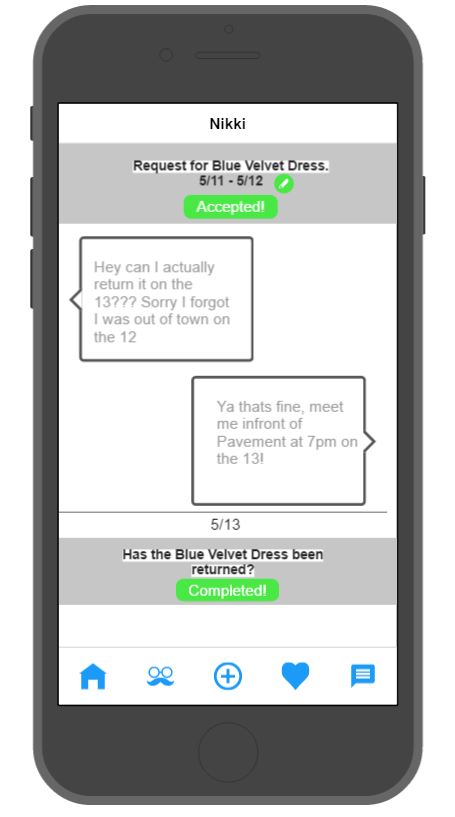 Nikki
Request for Blue Velvet Dress.
5/11 - 5/12
Accepted!
Hey can I actually
return it on the
13??? Sorry I forgot
I was out of town on
the 12
Ya thats fine, meet
me infront of
Pavement at 7pm on
the 13!
5/13
Has the Blue Velvet Dress been
returned?
Completed!